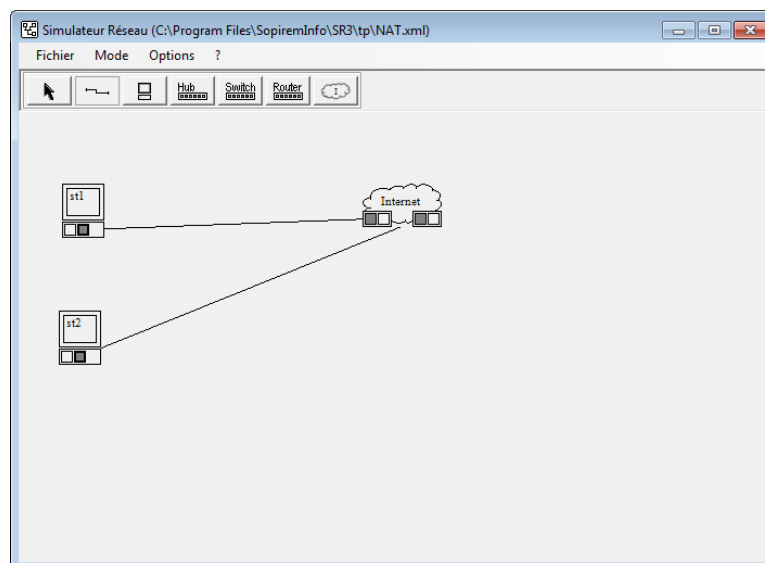 Simulateur Réseau (C:\Program Files\SopiremInfo\SR3\tp\NAT.xml)
Fichier Mode Options ?
Hub Switch Router I
st1
Internet
st2